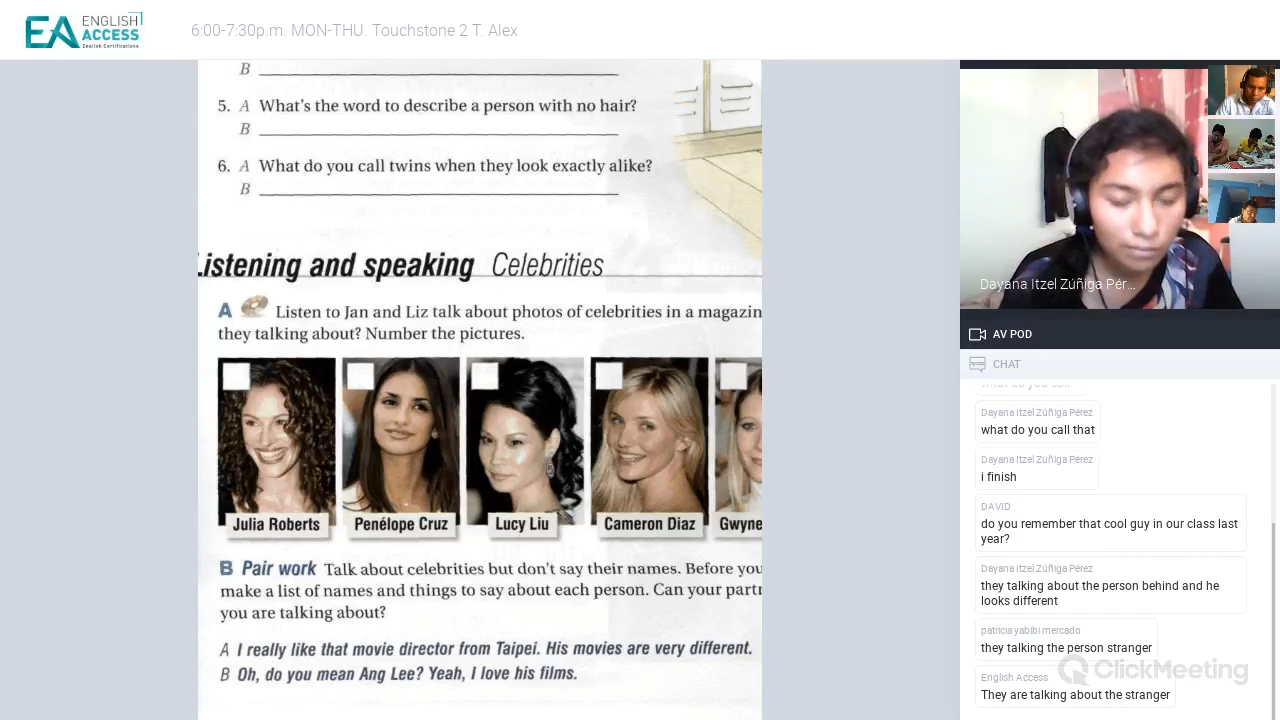 EA ENGLISH ACCESS
English Certifications
6:00-7:30p.m. MON-THU. Touchstone 2 T. Alex
B
5. A What's the word to describe a person with no hair?
B
6. A What do you call twins when they look exactly alike?
B
Listening and speaking Celebrities
A Listen to Jan and Liz talk about photos of celebrities in a magazin
they talking about? Number the pictures.
Julia Roberts
Penélope Cruz
Lucy Liu
Cameron Diaz
Gwyne
B Pair work Talk about celebrities but don't say their names. Before you
make a list of names and things to say about each person. Can your partn
you are talking about?
A I really like that movie director from Taipei. His movies are very different.
B Oh, do you mean Ang Lee? Yeah, I love his films.
Dayana Itzel Zúñiga Pér...
AV POD
CHAT
what do you call
Dayana Itzel Zúñiga Pérez
what do you call that
Dayana Itzel Zúñiga Pérez
i finish
DAVID
do you remember that cool guy in our class last
year?
Dayana Itzel Zúñiga Pérez
they talking about the person behind and he
looks different
patricia yabibi mercado
they talking the person stranger
English Access
They are talking about the stranger
ClickMeeting